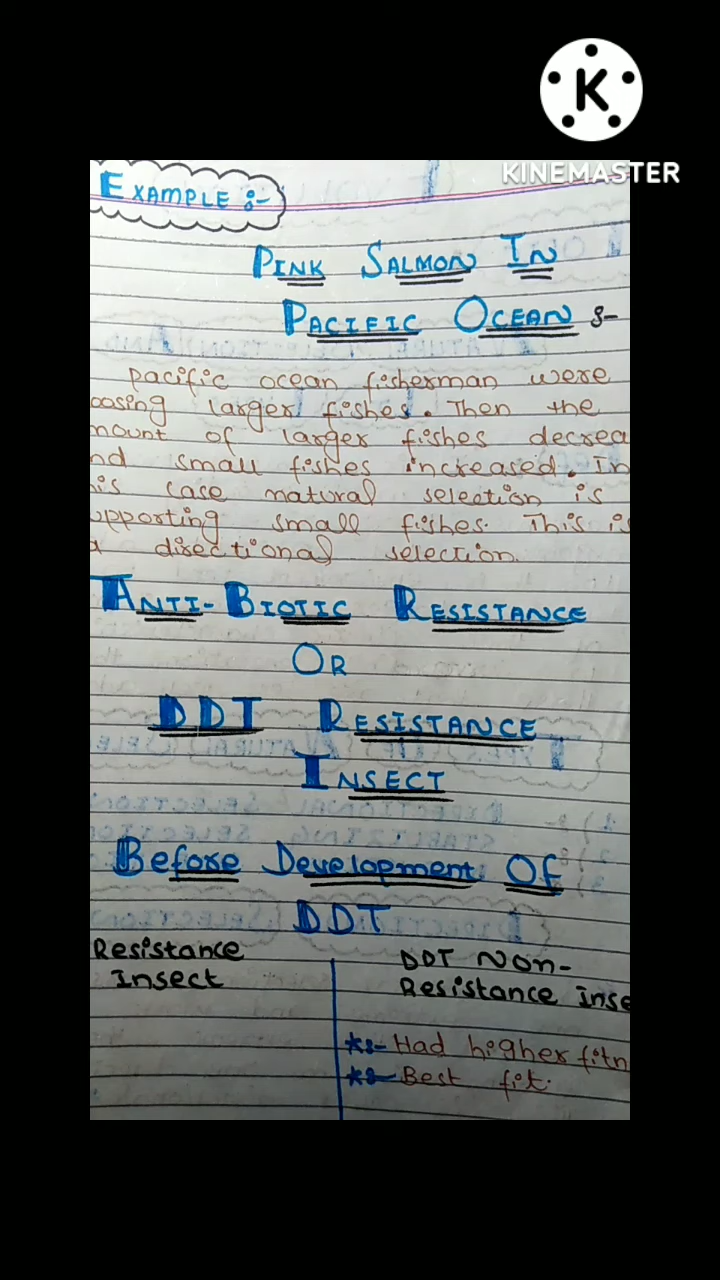 K
KINEMASTER
EXAMPLE :-
PINK SALMON IN
PACIFIC OCEAN :-
pacific ocean fisherman were
oosing larger fishes. Then the
mount of larger fishes decrea
nd small fishes increased. In
his case natural selection is
upporting small fishes. This is
a directional selection.
ANTI-BIOTIC RESISTANCE
OR
DDT RESISTANCE
INSECT
Before Development Of
DDT
Resistance
Insect
DDT Non-
Resistance Inse
*:- Had higher fitn
*:- Best fit.